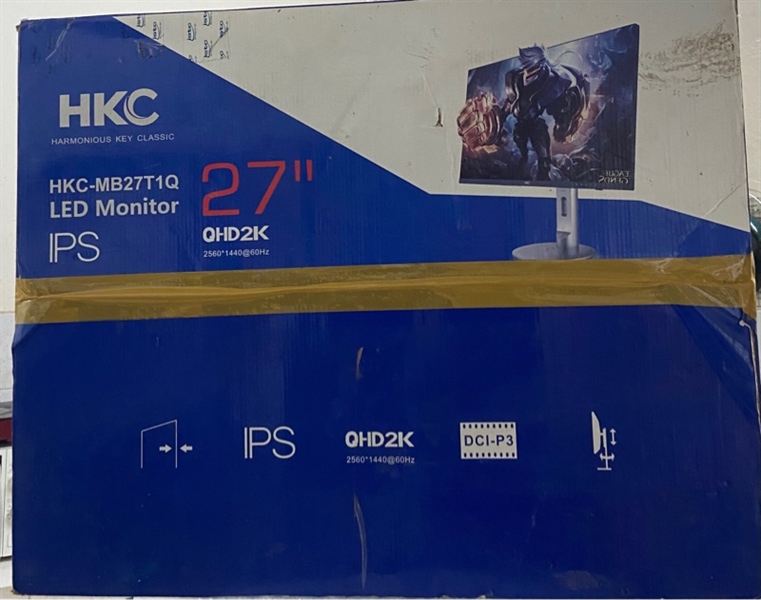 HKC
HARMONIOUS KEY CLASSIC
HKC-MB27T1Q
LED Monitor
IPS
27"
QHD2K
2560*1440@60Hz
IPS
QHD2K
2560*1440@60Hz
DCI-P3